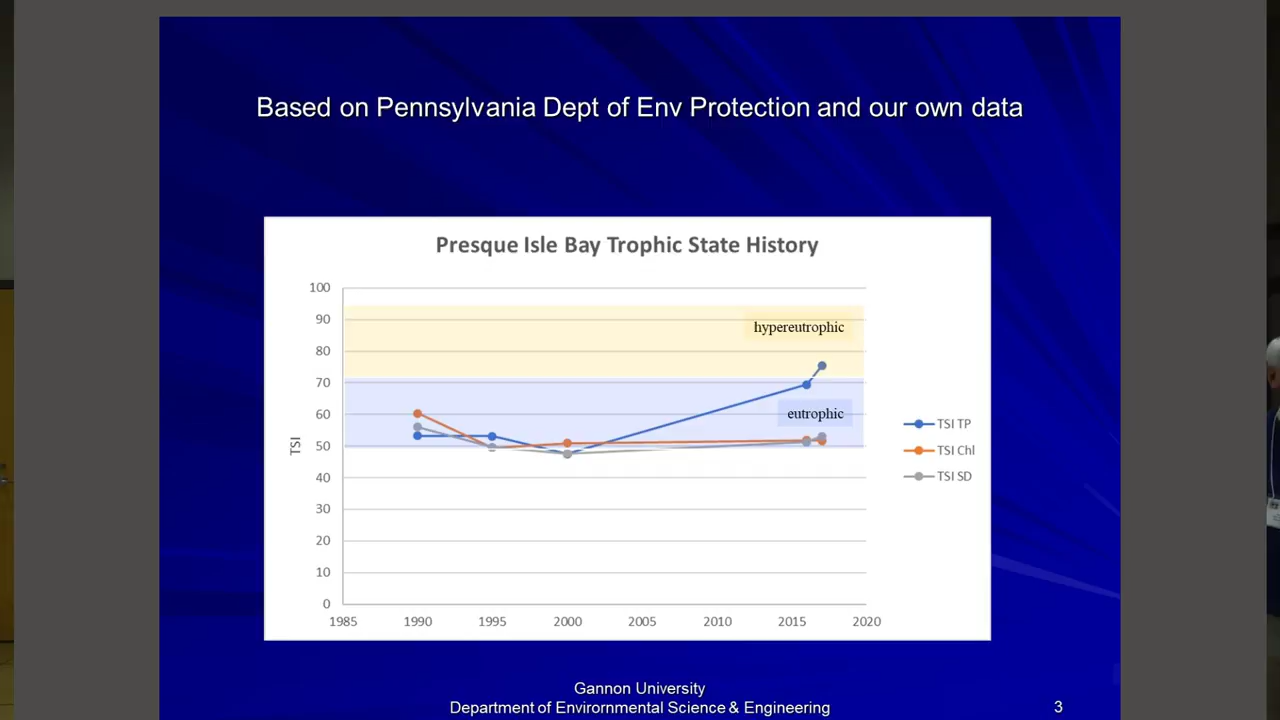 Based on Pennsylvania Dept of Env Protection and our own data
Presque Isle Bay Trophic State History
100
90
80
70
60
50
40
30
20
10
0
TSI
hypereutrophic
eutrophic
TSI TP
TSI Chl
TSI SD
1985 1990 1995 2000 2005 2010 2015 2020
Gannon University
Department of Envirornmental Science & Engineering
3